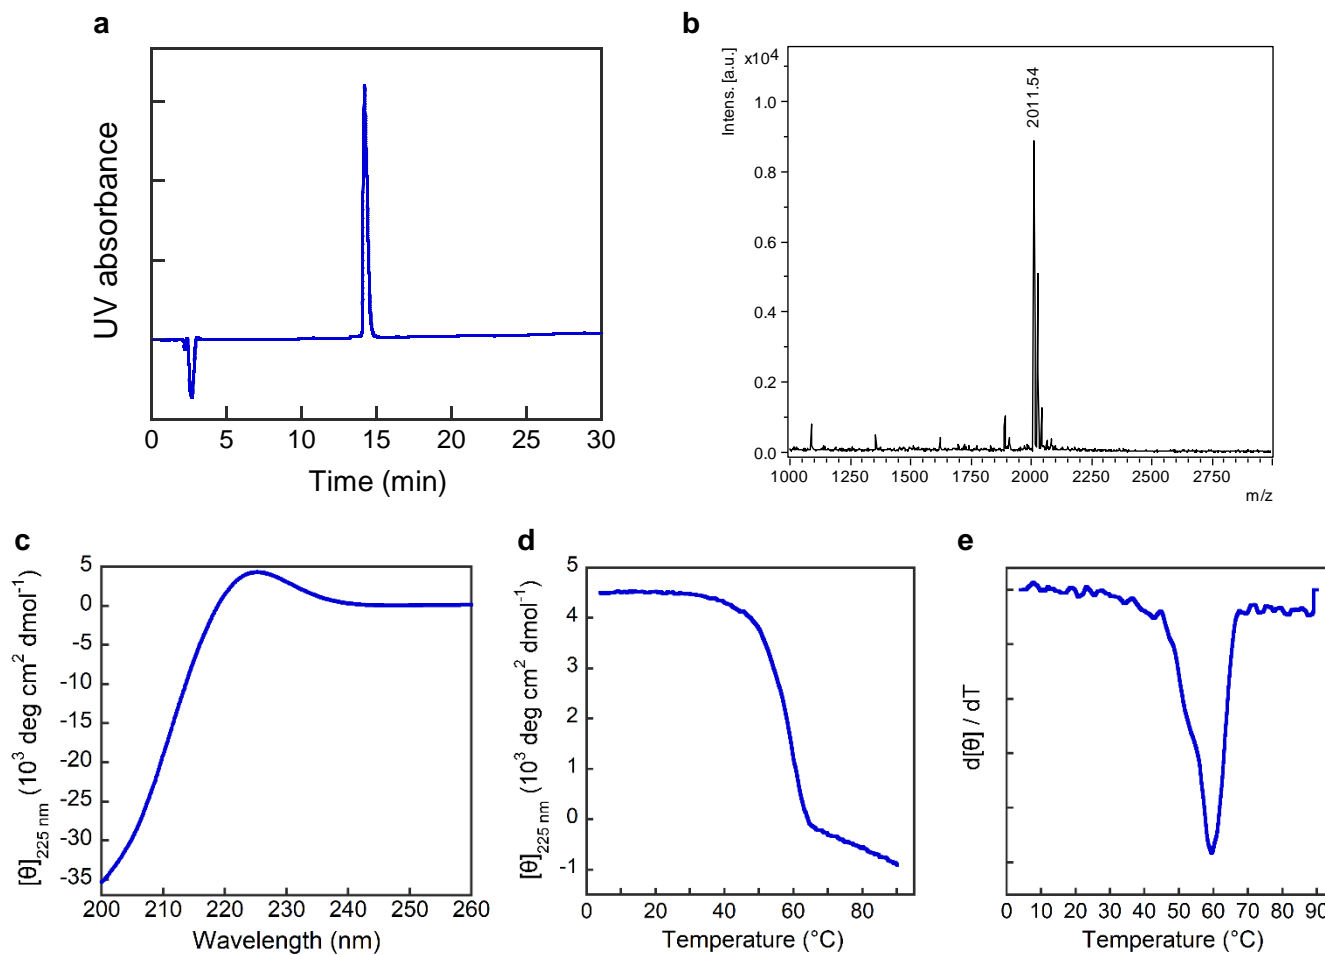 a
UV absorbance
0 5 10 15 20 25 30
Time (min)
b
Intens. [a.u.]
x10⁴
2011.54
1.0
0.8
0.6
0.4
0.2
0.0
1000 1250 1500 1750 2000 2250 2500 2750
m/z
c
[θ]225 nm (10³ deg cm² dmol⁻¹)
5
0
-5
-10
-15
-20
-25
-30
-35
200 210 220 230 240 250 260
Wavelength (nm)
d
[θ]225 nm (10³ deg cm² dmol⁻¹)
5
4
3
2
1
0
-1
0 20 40 60 80
Temperature (°C)
e
d[θ] / dT
0 10 20 30 40 50 60 70 80 90
Temperature (°C)